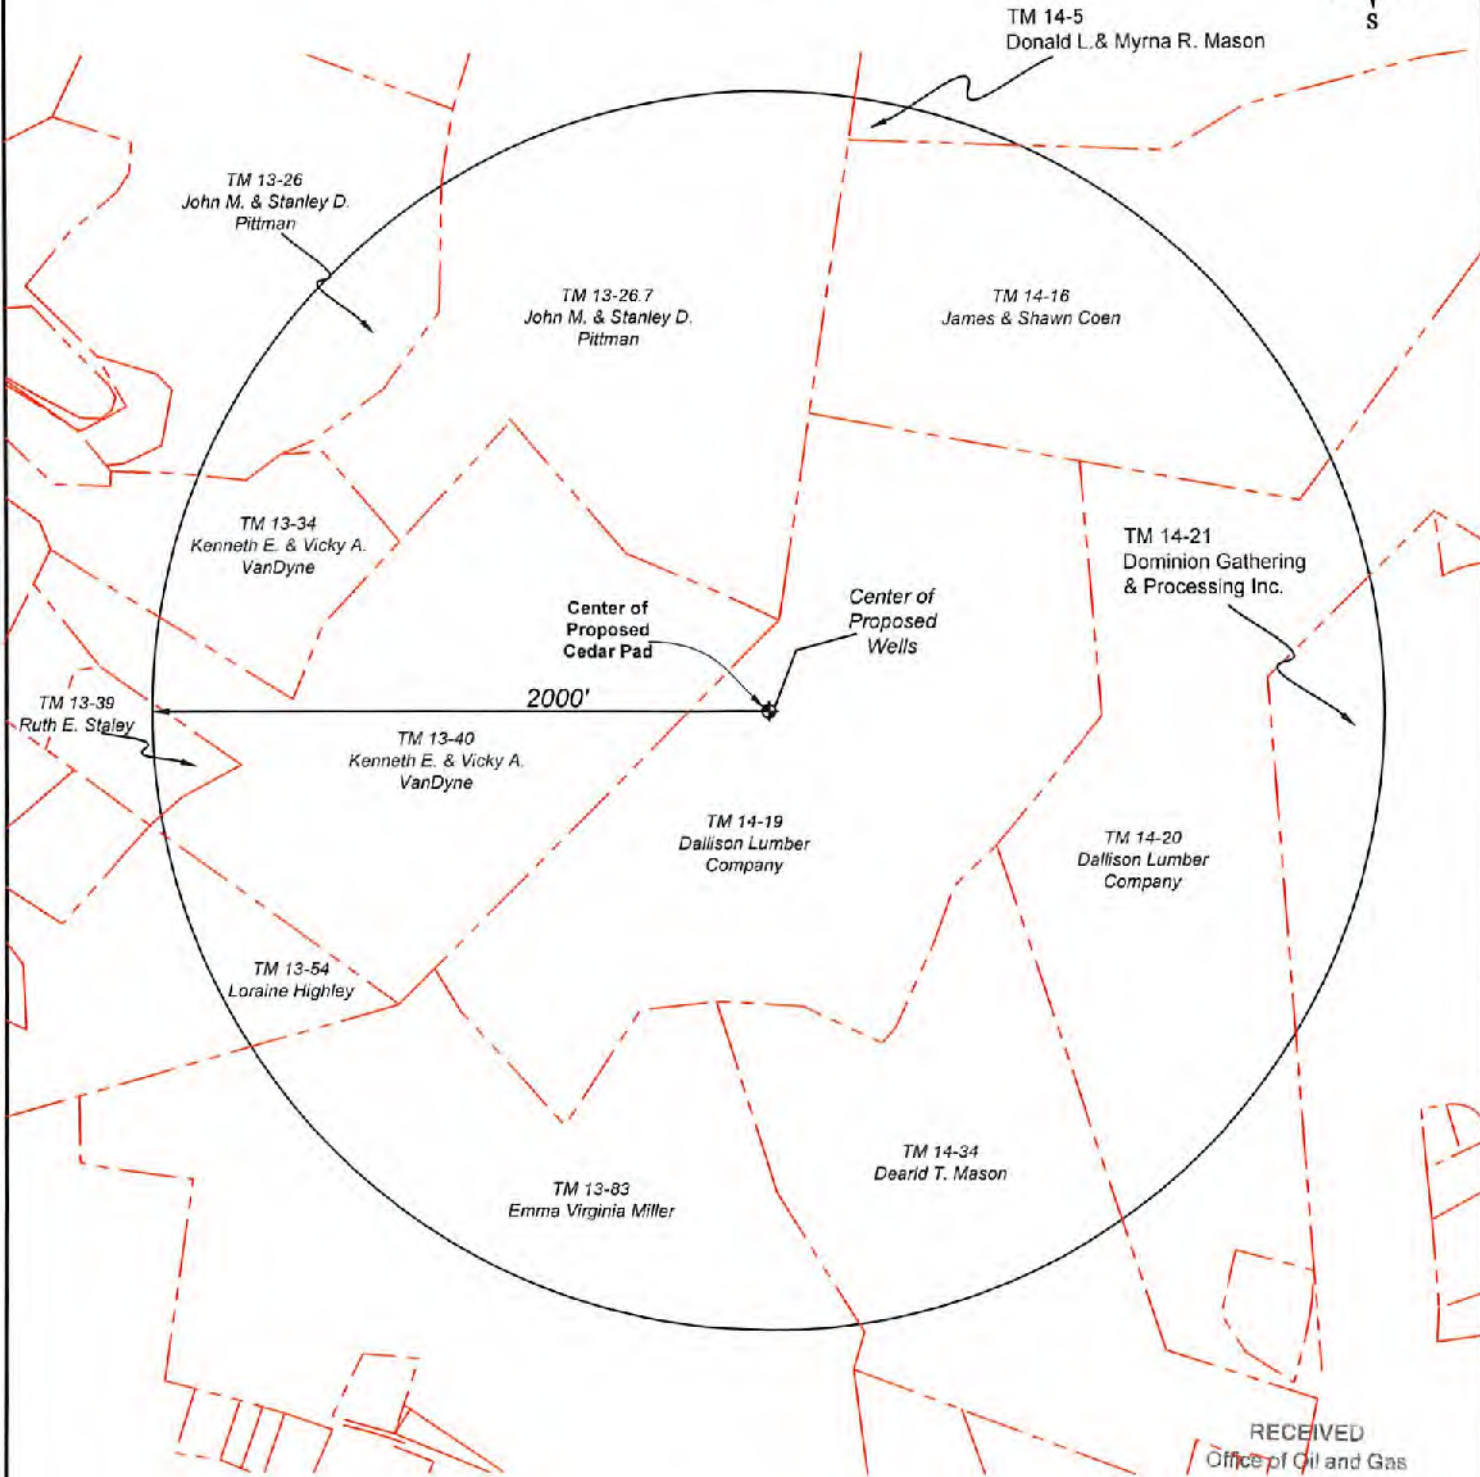 S
TM 14-5
Donald L.& Myrna R. Mason
TM 13-26
John M. & Stanley D.
Pittman
TM 13-26.7
John M. & Stanley D.
Pittman
TM 14-16
James & Shawn Coen
TM 13-34
Kenneth E. & Vicky A.
VanDyne
TM 14-21
Dominion Gathering
& Processing Inc.
Center of
Proposed
Cedar Pad
Center of
Proposed
Wells
2000'
TM 13-39
Ruth E. Staley
TM 13-40
Kenneth E. & Vicky A.
VanDyne
TM 14-19
Dallison Lumber
Company
TM 14-20
Dallison Lumber
Company
TM 13-54
Loraine Highley
TM 14-34
Dearld T. Mason
TM 13-83
Emma Virginia Miller
RECEIVED
Office of Oil and Gas